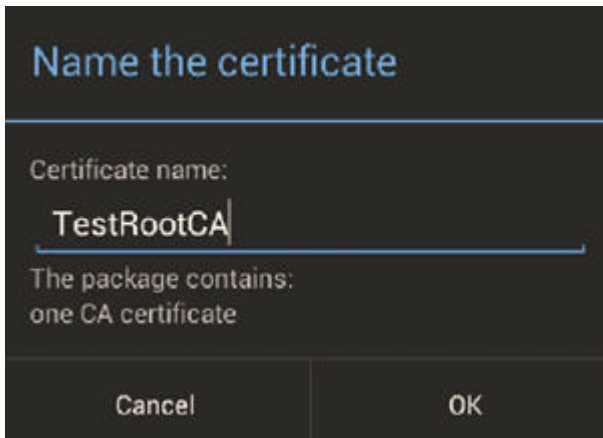 Name the certificate
Certificate name:
TestRootCA
The package contains:
one CA certificate
Cancel
OK